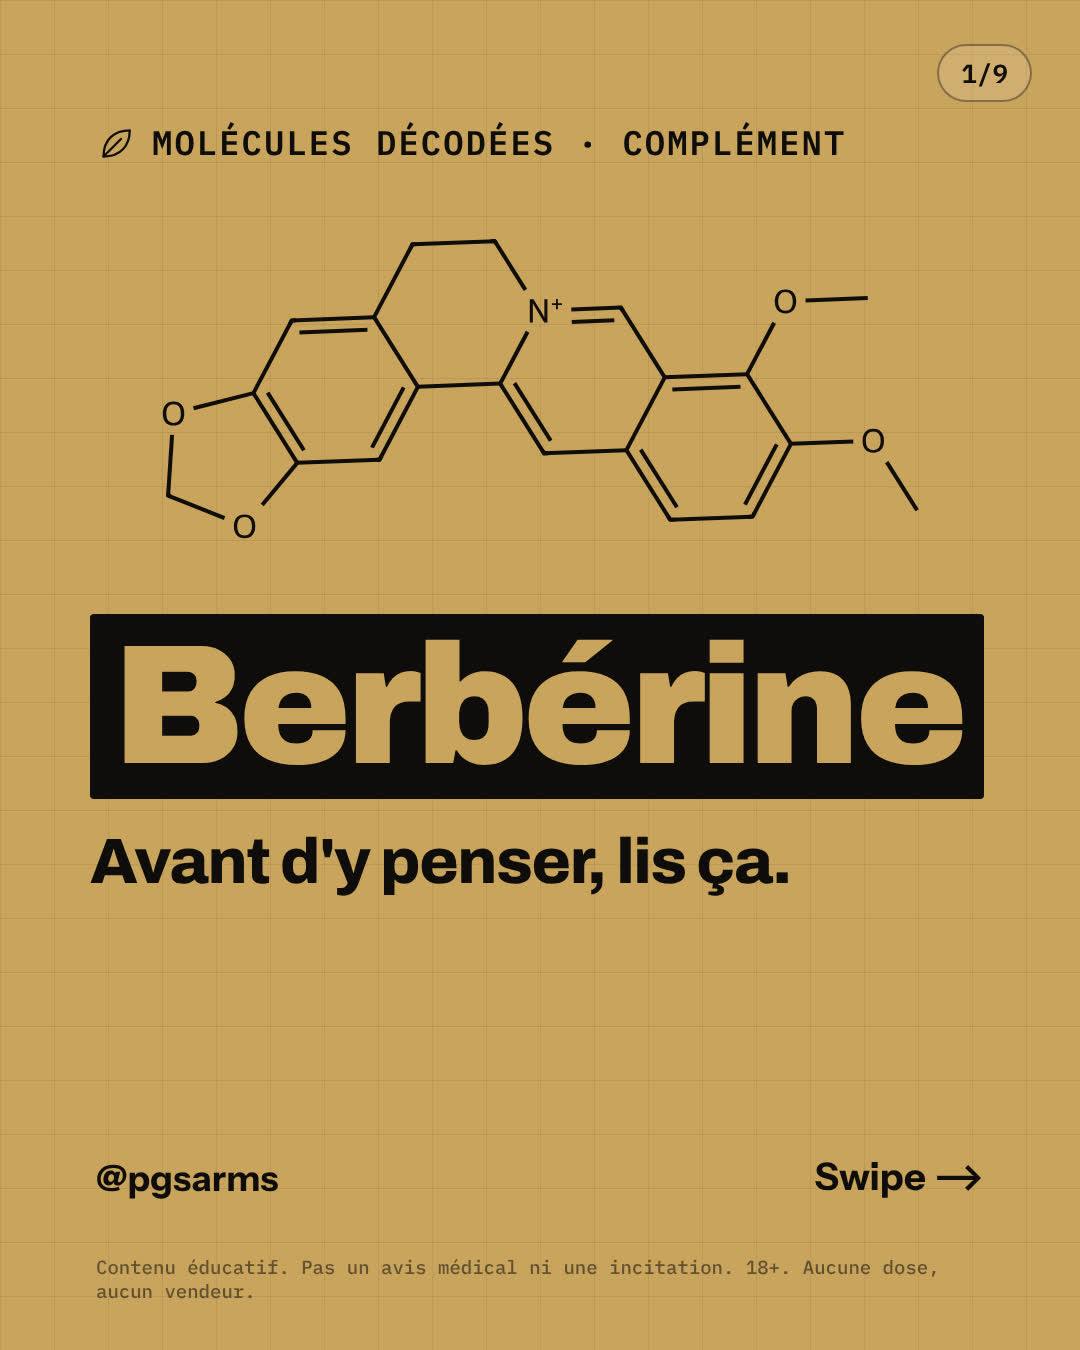 1/9
MOLÉCULES DÉCODÉES · COMPLÉMENT
O
N+
O
O
O
Berbérine
Avant d'y penser, lis ça.
@pgsarms
Swipe →
Contenu éducatif. Pas un avis médical ni une incitation. 18+. Aucune dose,
aucun vendeur.